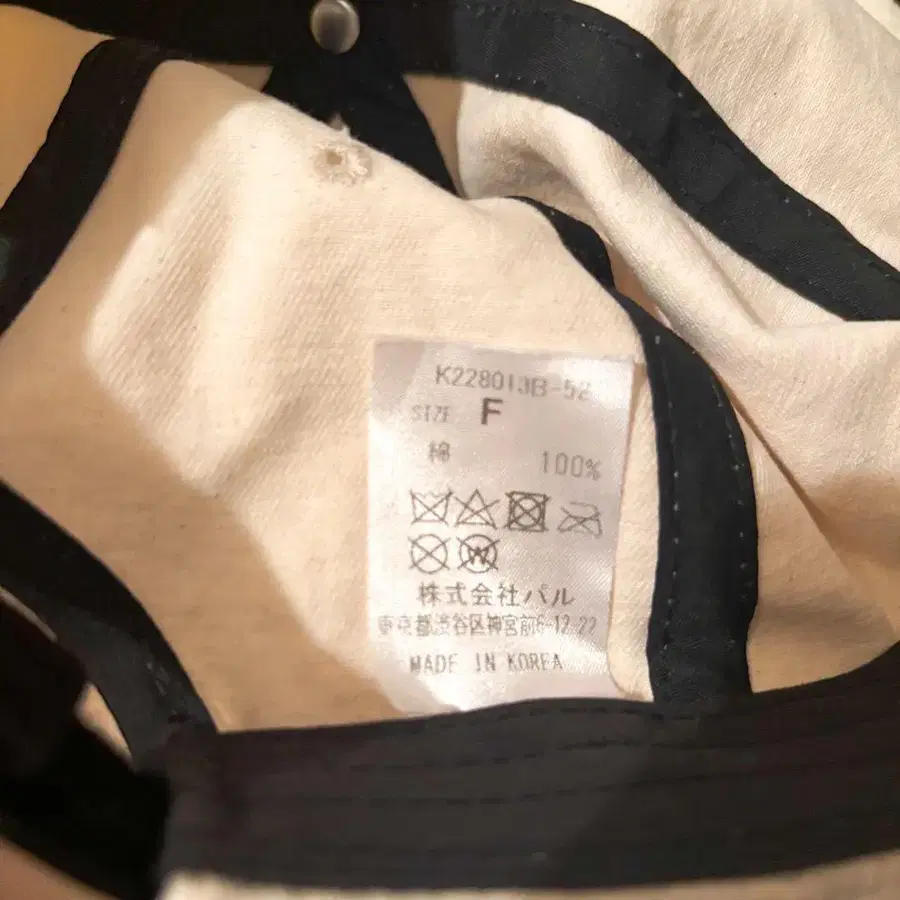 K228013B-52
SIZE F
綿 100%
W
株式会社パル
東京都渋谷区神宮前6-12-22
MADE IN KOREA